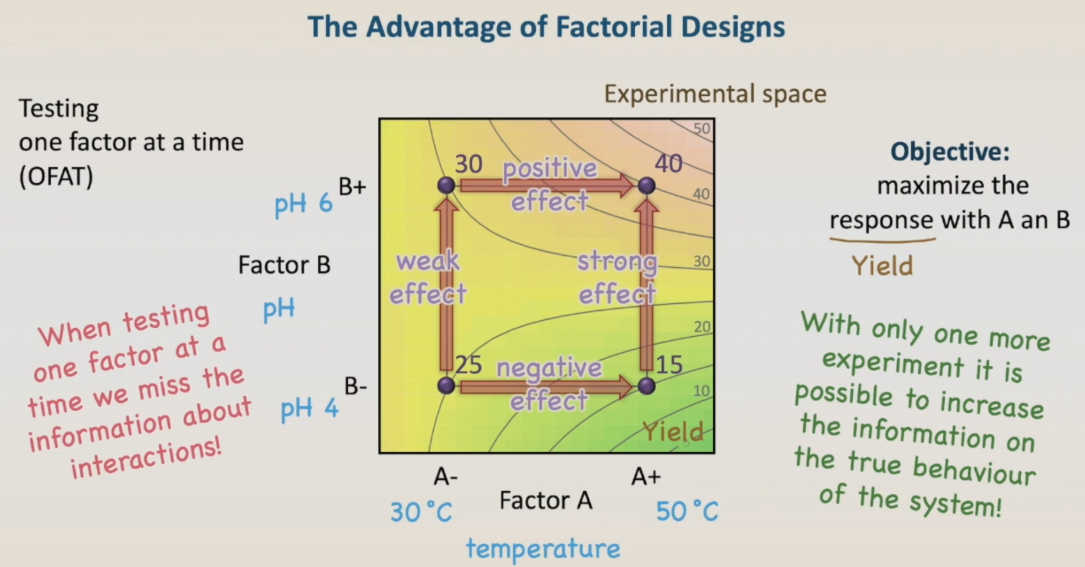 The Advantage of Factorial Designs
Testing
one factor at a time
(OFAT)
Experimental space
Objective:
maximize the
response with A an B
Yield
pH 6
B+
Factor B
pH
pH 4
B-
30
positive
effect
40
weak
effect
strong
effect
25
negative
effect
15
50
40
30
20
10
Yield
A-
A+
Factor A
30 °C
50 °C
temperature
When testing
one factor at a
time we miss the
information about
interactions!
With only one more
experiment it is
possible to increase
the information on
the true behaviour
of the system!